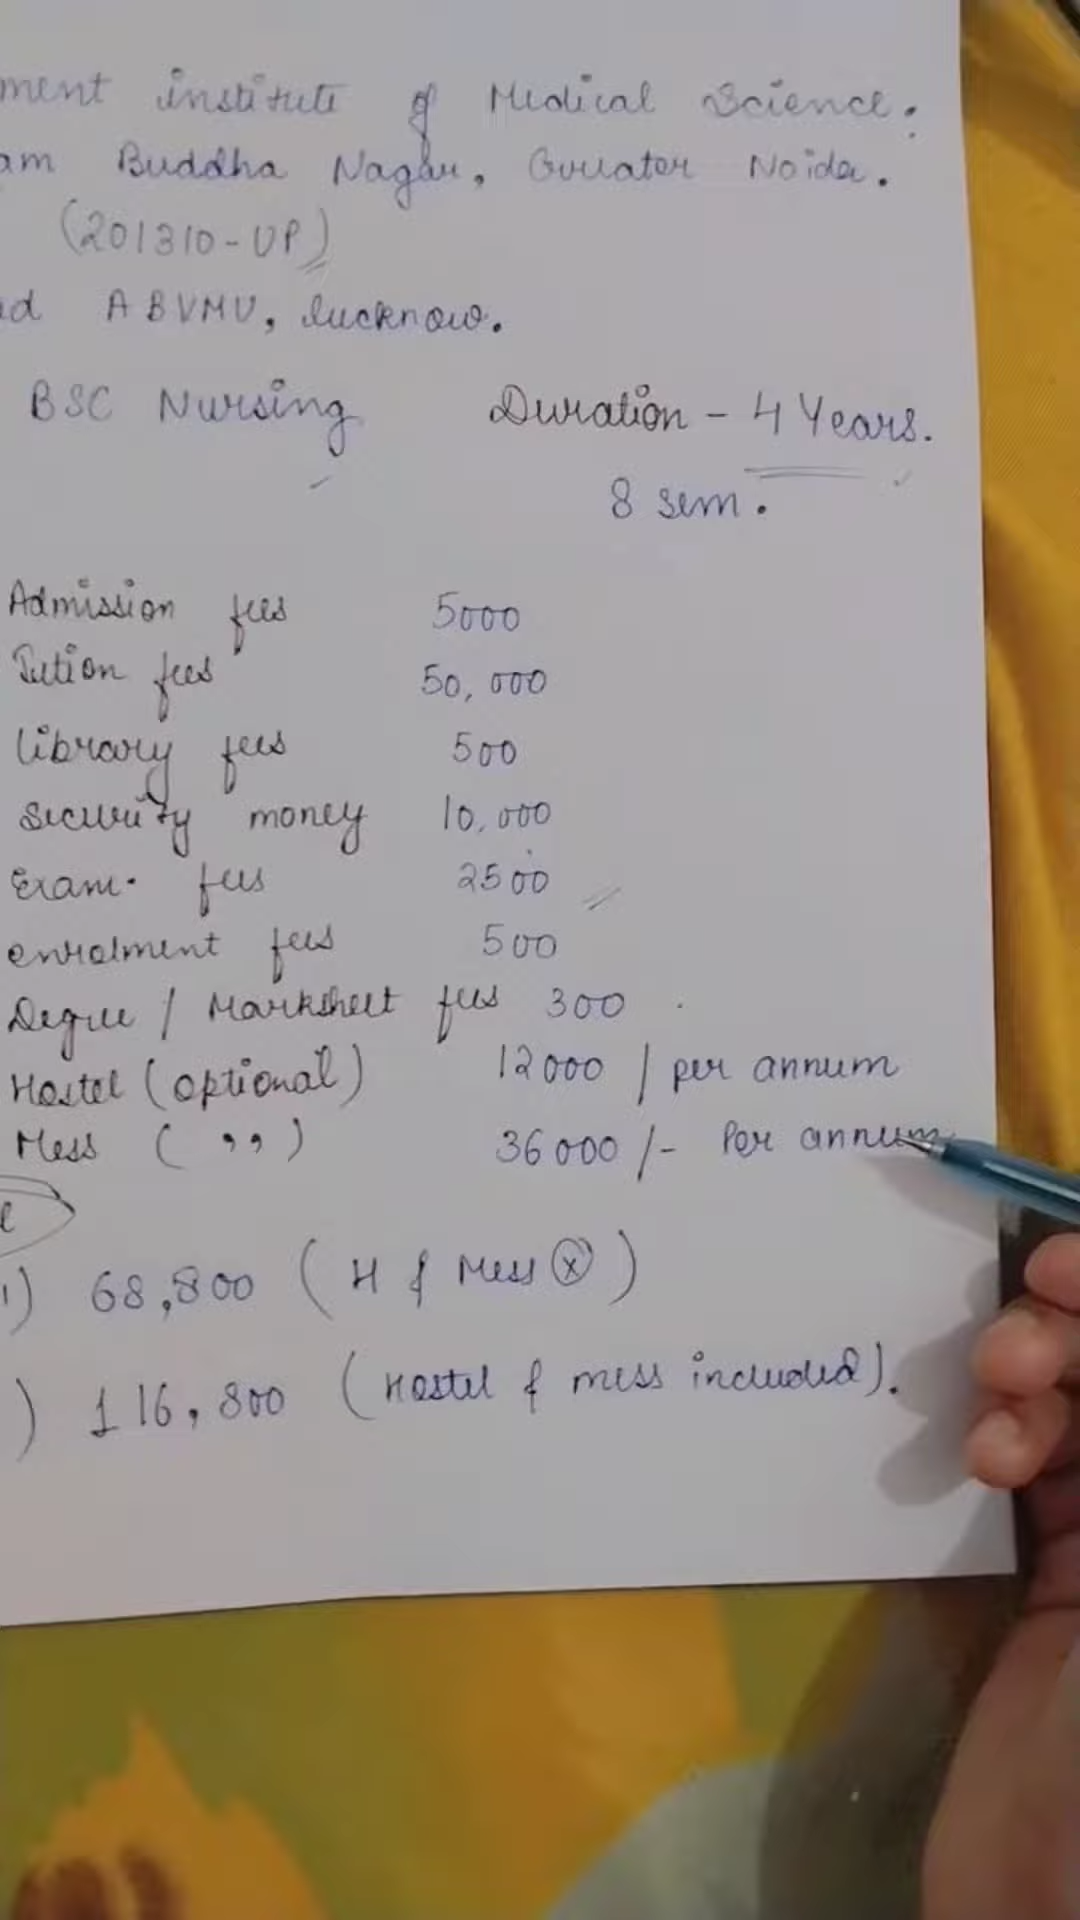 ment institute of Medical Science.
am Buddha Nagar, Greater Noida.
(201310-UP)
ABVMU, lucknow.
BSC Nursing Duration - 4 Years.
8 sem.
Admission fees 5000
Tution fees 50,000
library fees 500
Security money 10,000
Exam. fees 2500
enrolment fees 500
Degree / Marksheet fees 300
Hostel (optional) 12000 / per annum
Mess ( ,, ) 36000/- Per annum
1) 68,800 ( H & Mess ⓧ )
) 116,800 (Hostel & mess included).